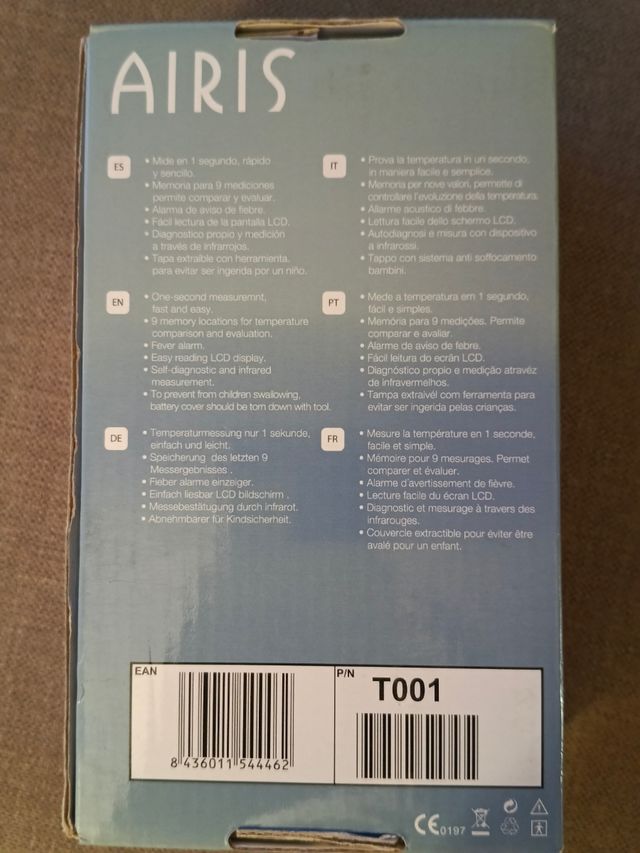 AIRIS
ES
• Mide en 1 segundo, rápido
y sencillo.
• Memoria para 9 mediciones
permite comparar y evaluar.
• Alarma de aviso de fiebre.
• Fácil lectura de la pantalla LCD.
• Diagnostico propio y medición
a través de infrarrojos.
• Tapa extraíble con herramienta.
para evitar ser ingerida por un niño.
IT
• Prova la temperatura in un secondo,
in maniera facile e semplice.
• Memoria per nove valori, permette di
controllare l'evoluzione della temperatura.
• Allarme acustico di febbre.
• Lettura facile dello schermo LCD.
• Autodiagnosi e misura con dispositivo
a infrarossi.
• Tappo con sistema anti soffocamento
bambini.
EN
• One-second measuremnt,
fast and easy.
• 9 memory locations for temperature
comparison and evaluation.
• Fever alarm.
• Easy reading LCD display.
• Self-diagnostic and infrared
measurement.
• To prevent from children swallowing,
battery cover should be torn down with tool.
PT
• Mede a temperatura em 1 segundo,
fácil e simples.
• Memória para 9 medições. Permite
comparar e avaliar.
• Alarme de aviso de febre.
• Fácil leitura do ecrán LCD.
• Diagnóstico propio e medição atravéz
de infravermelhos.
• Tampa extraivél com ferramenta para
evitar ser ingerida pelas crianças.
DE
• Temperaturmessung nur 1 sekunde,
einfach und leicht.
• Speicherung des letzten 9
Messergebnisses .
• Fieber alarme einzeiger.
• Einfach liesbar LCD bildschirm .
• Messebestätugung durch infrarot.
• Abnehmbarer für Kindsicherheit.
FR
• Mesure la température en 1 seconde,
facile et simple.
• Mémoire pour 9 mesurages. Permet
comparer et évaluer.
• Alarme d'avertissement de fièvre.
• Lecture facile du écran LCD.
• Diagnostic et mesurage à travers des
infrarouges.
• Couvercle extractible pour éviter être
avalé pour un enfant.
EAN
8 436011 544462
P/N
T001
CE0197